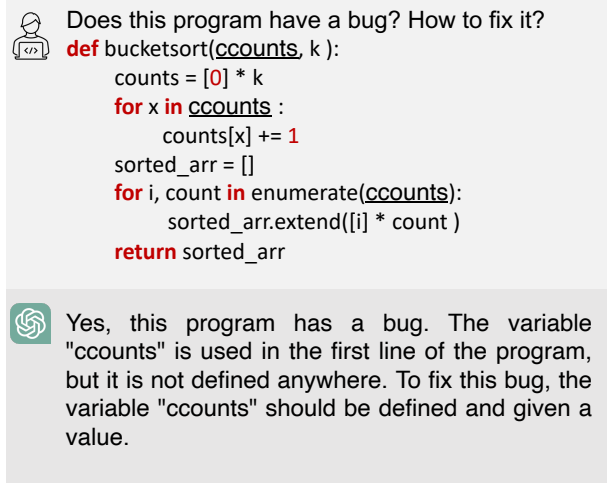 Does this program have a bug? How to fix it?
def bucketsort(ccounts, k ):
counts = [0] * k
for x in ccounts :
counts[x] += 1
sorted_arr = []
for i, count in enumerate(ccounts):
sorted_arr.extend([i] * count )
return sorted_arr
Yes, this program has a bug. The variable
"ccounts" is used in the first line of the program,
but it is not defined anywhere. To fix this bug, the
variable "ccounts" should be defined and given a
value.